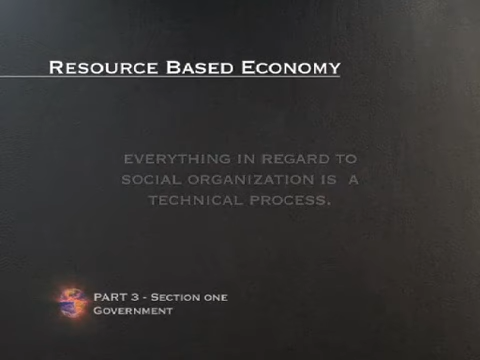 RESOURCE BASED ECONOMY
EVERYTHING IN REGARD TO
SOCIAL ORGANIZATION IS A
TECHNICAL PROCESS.
PART 3 - SECTION ONE
GOVERNMENT